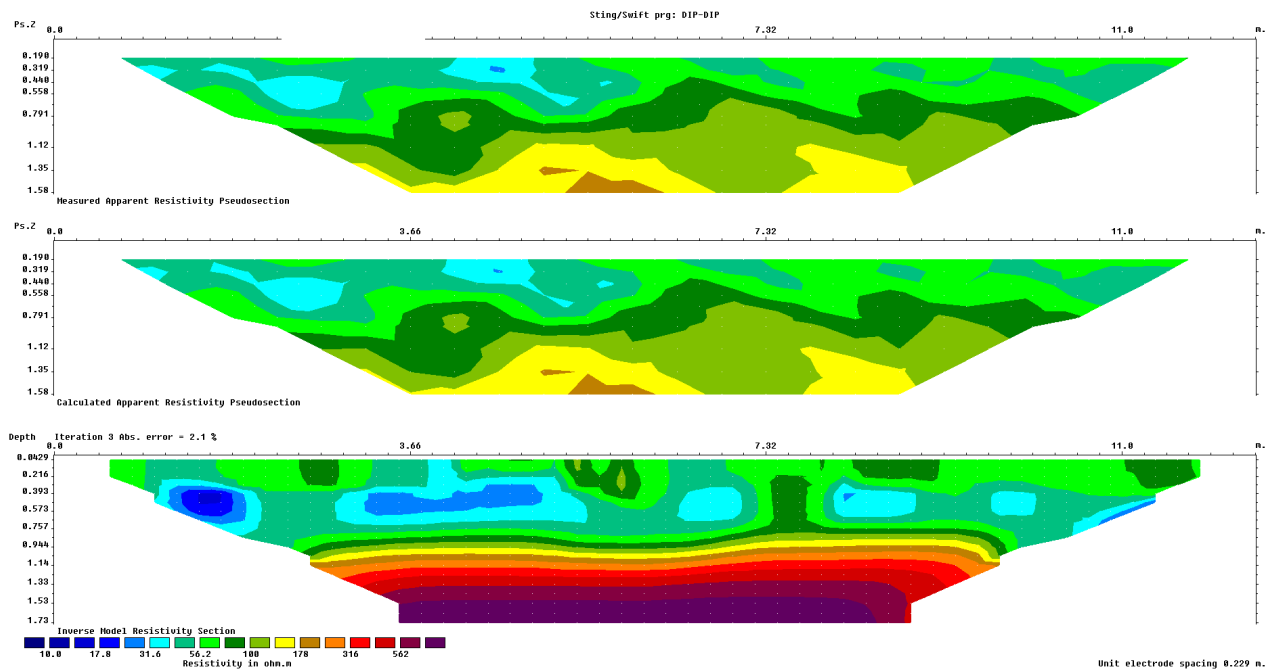 Sting/Swift prg: DIP-DIP
Ps.Z 0.0 7.32 11.0 m.
0.190
0.319
0.440
0.558
0.791
1.12
1.35
1.58
Measured Apparent Resistivity Pseudosection
Ps.Z 0.0 3.66 7.32 11.0 m.
0.190
0.319
0.440
0.558
0.791
1.12
1.35
1.58
Calculated Apparent Resistivity Pseudosection
Depth Iteration 3 Abs. error = 2.1 %
0.0 3.66 7.32 11.0 m.
0.0429
0.216
0.393
0.573
0.757
0.944
1.14
1.33
1.53
1.73
Inverse Model Resistivity Section
10.0 17.8 31.6 56.2 100 178 316 562
Resistivity in ohm.m
Unit electrode spacing 0.229 m.